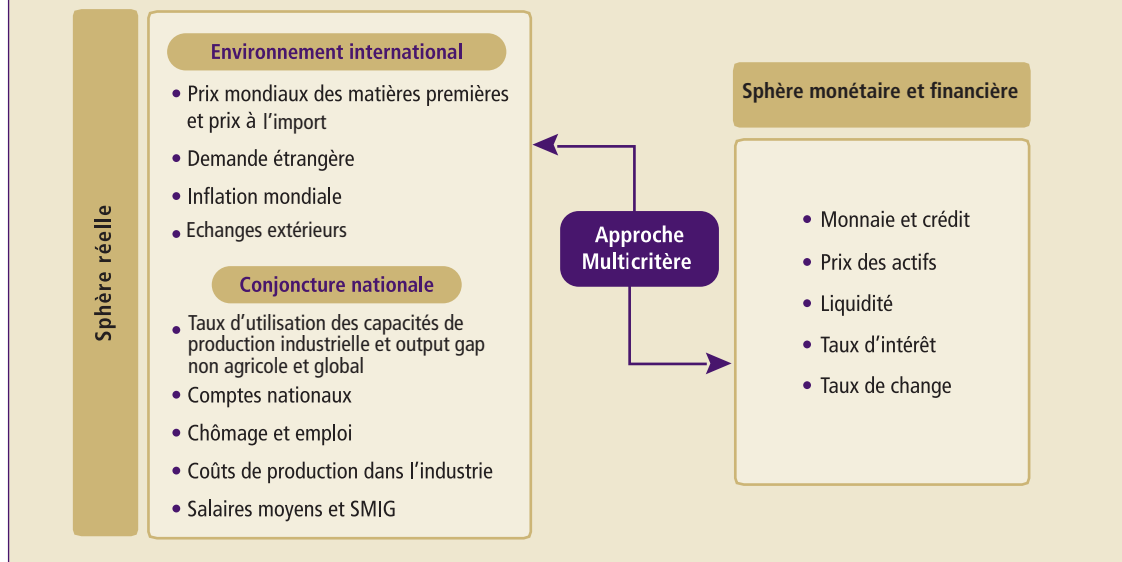 Sphère réelle
Environnement international
• Prix mondiaux des matières premières
et prix à l’import
• Demande étrangère
• Inflation mondiale
• Echanges extérieurs
Conjoncture nationale
• Taux d’utilisation des capacités de
production industrielle et output gap
non agricole et global
• Comptes nationaux
• Chômage et emploi
• Coûts de production dans l’industrie
• Salaires moyens et SMIG
Approche
Multicritère
Sphère monétaire et financière
• Monnaie et crédit
• Prix des actifs
• Liquidité
• Taux d’intérêt
• Taux de change